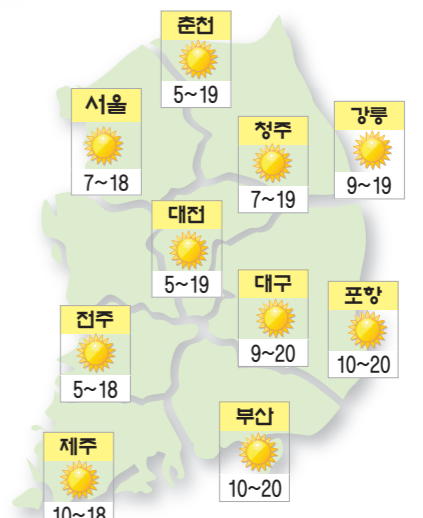 춘천
5~19
서울
7~18
강릉
9~19
청주
7~19
대전
5~19
대구
9~20
포항
10~20
전주
5~18
부산
10~20
제주
10~18